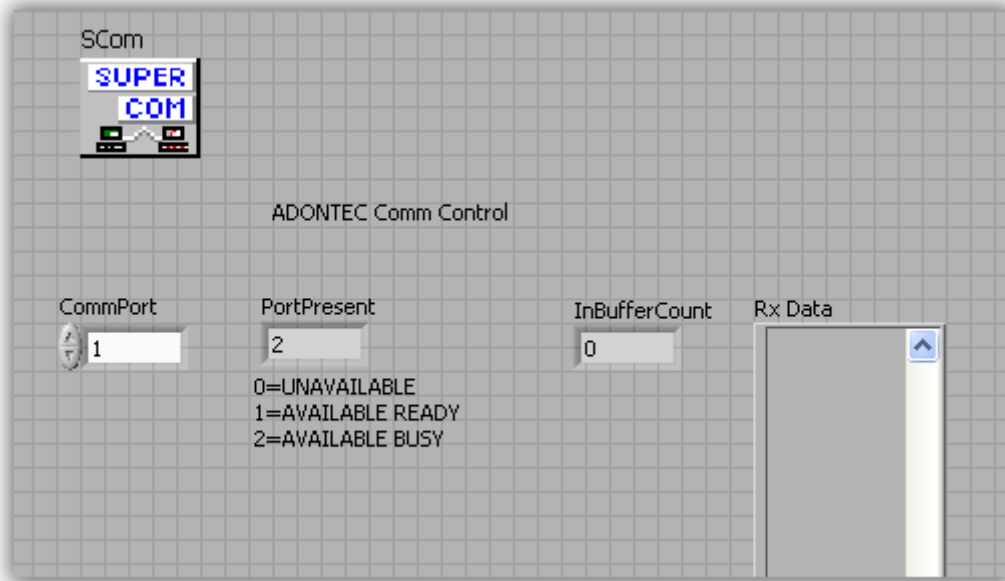 SCom
SUPER
COM
ADONTEC Comm Control
CommPort
PortPresent
InBufferCount
Rx Data
1
2
0
0=UNAVAILABLE
1=AVAILABLE READY
2=AVAILABLE BUSY